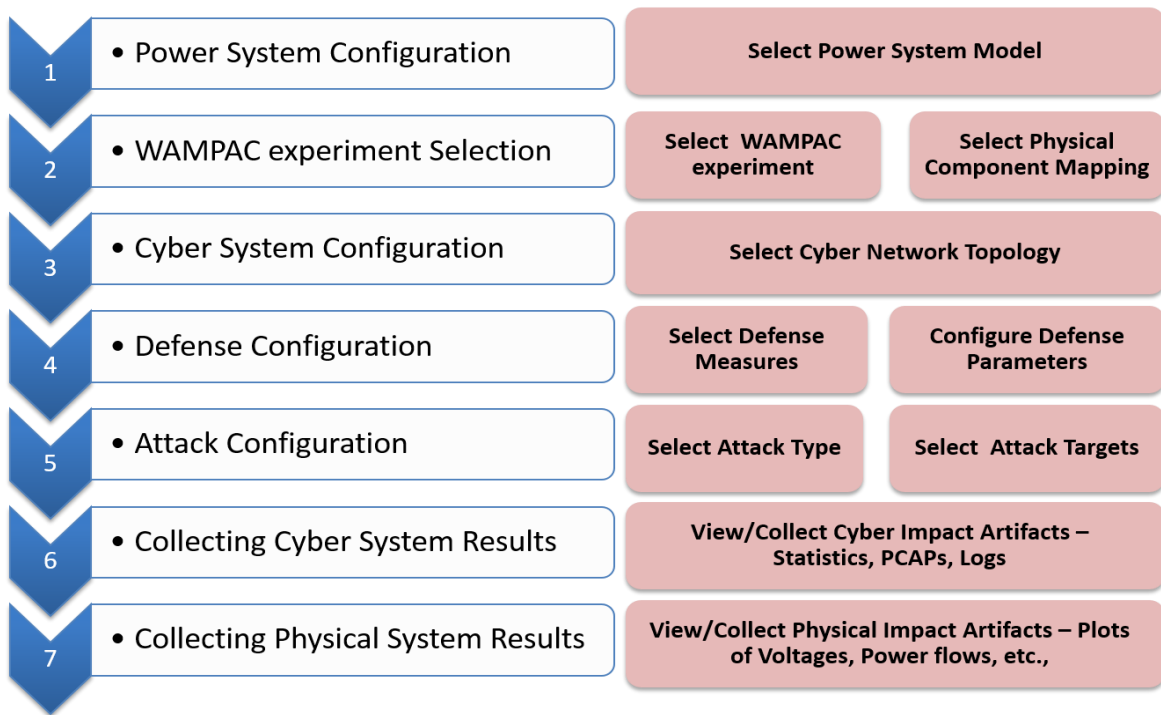 1
• Power System Configuration
Select Power System Model
2
• WAMPAC experiment Selection
Select WAMPAC
experiment
Select Physical
Component Mapping
3
• Cyber System Configuration
Select Cyber Network Topology
4
• Defense Configuration
Select Defense
Measures
Configure Defense
Parameters
5
• Attack Configuration
Select Attack Type
Select Attack Targets
6
• Collecting Cyber System Results
View/Collect Cyber Impact Artifacts –
Statistics, PCAPs, Logs
7
• Collecting Physical System Results
View/Collect Physical Impact Artifacts – Plots
of Voltages, Power flows, etc.,